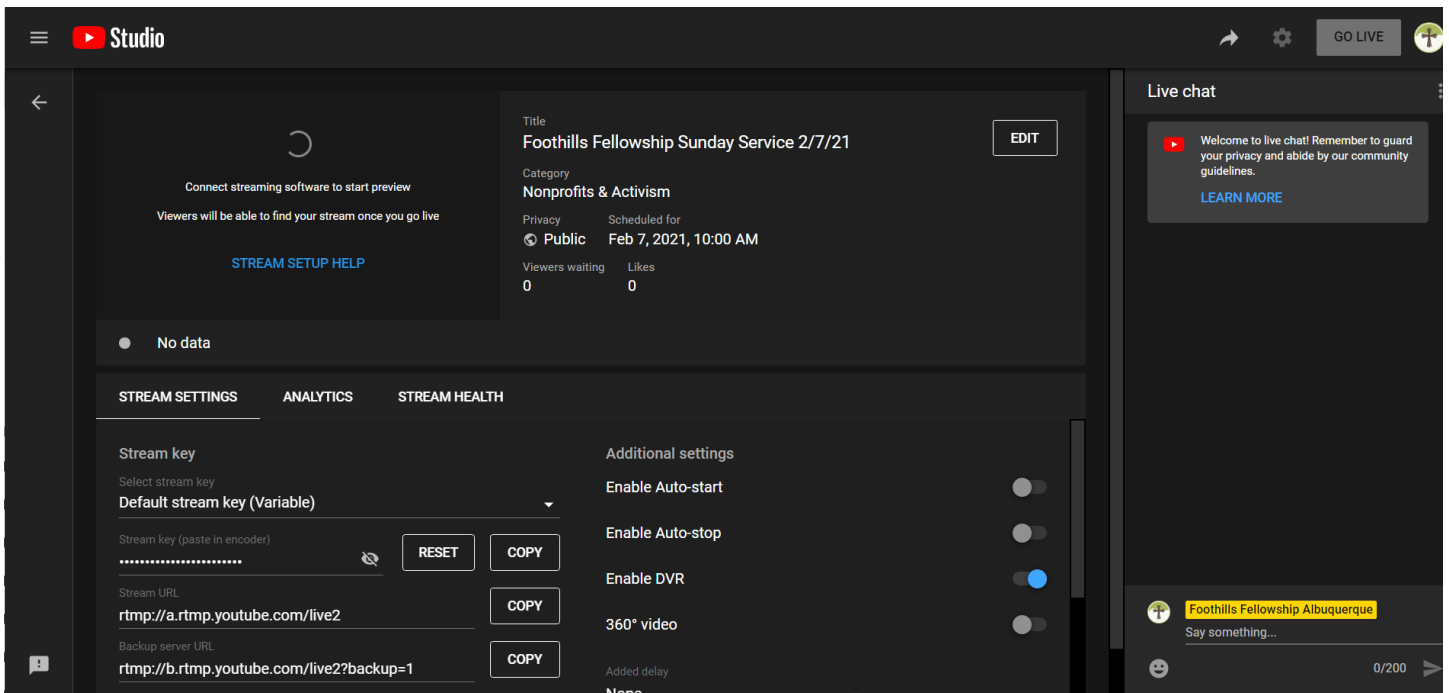 Studio
GO LIVE
Connect streaming software to start preview
Viewers will be able to find your stream once you go live
STREAM SETUP HELP
Title
Foothills Fellowship Sunday Service 2/7/21
EDIT
Category
Nonprofits & Activism
Privacy Scheduled for
Public Feb 7, 2021, 10:00 AM
Viewers waiting Likes
0 0
No data
STREAM SETTINGS ANALYTICS STREAM HEALTH
Stream key
Select stream key
Default stream key (Variable)
Stream key (paste in encoder)
••••••••••••••••••••••••
RESET COPY
Stream URL
rtmp://a.rtmp.youtube.com/live2
COPY
Backup server URL
rtmp://b.rtmp.youtube.com/live2?backup=1
COPY
Additional settings
Enable Auto-start
Enable Auto-stop
Enable DVR
360° video
Added delay
None
Live chat
Welcome to live chat! Remember to guard
your privacy and abide by our community
guidelines.
LEARN MORE
Foothills Fellowship Albuquerque
Say something...
0/200